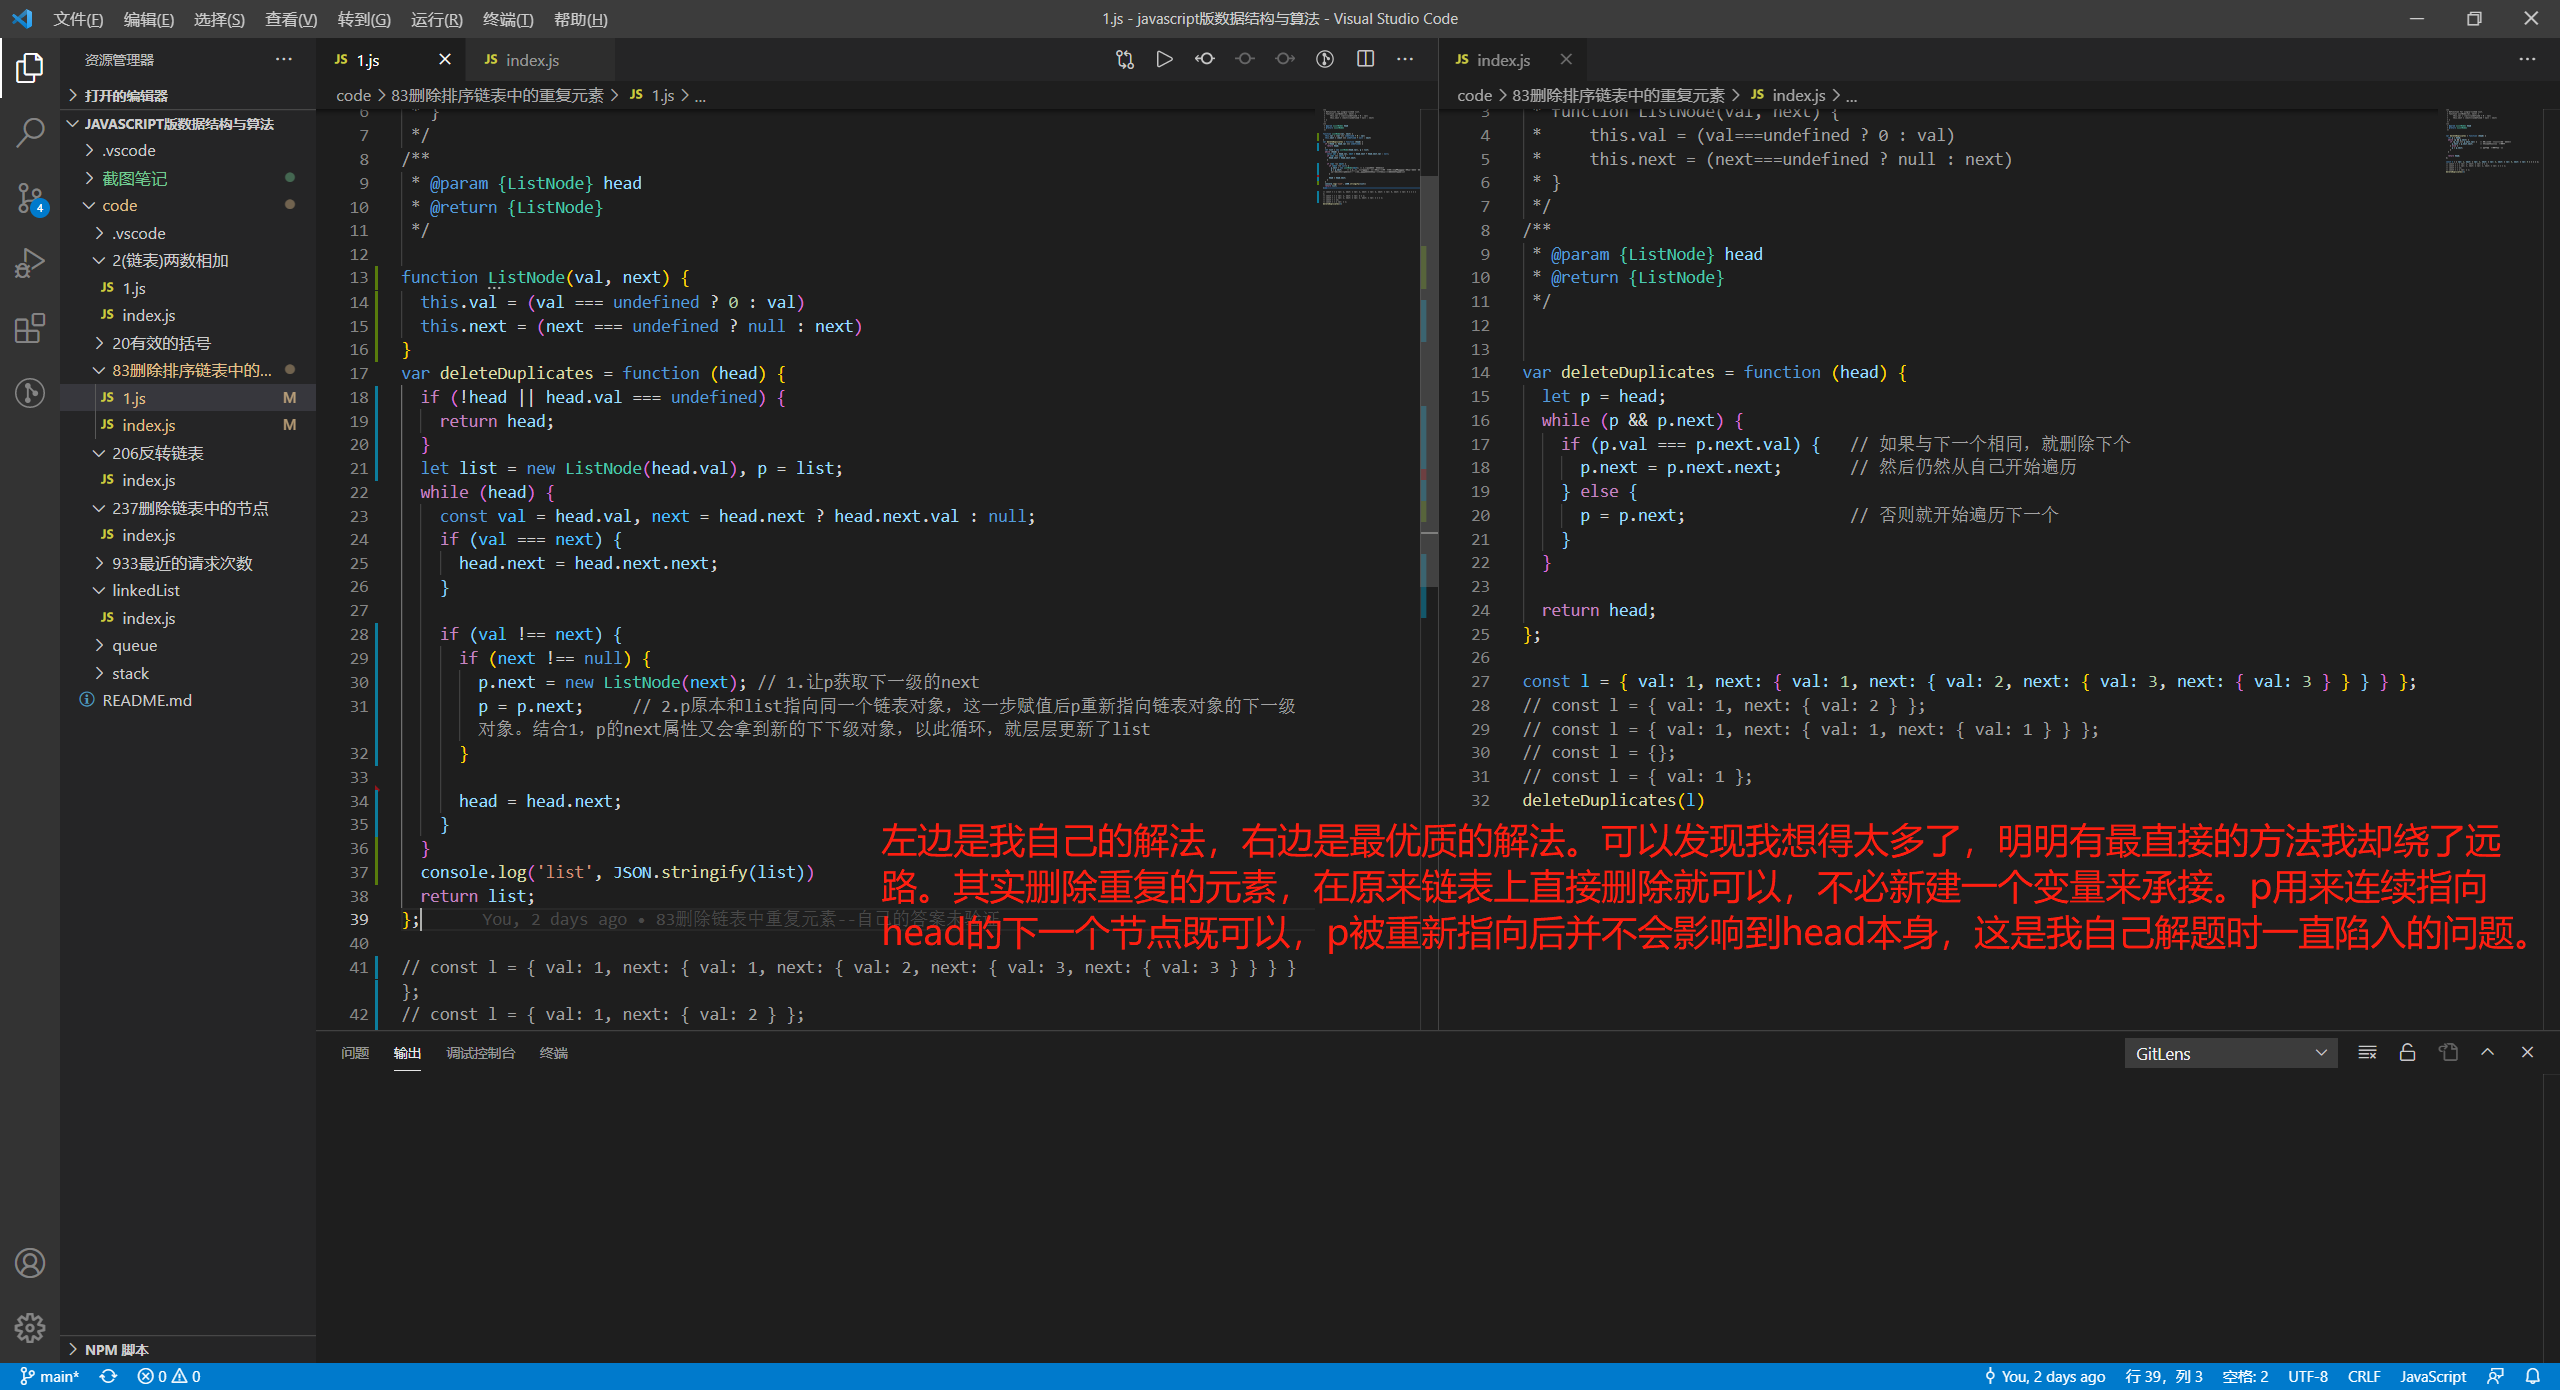 文件(F) 编辑(E) 选择(S) 查看(V) 转到(G) 运行(R) 终端(T) 帮助(H)
1.js - javascript版数据结构与算法 - Visual Studio Code
资源管理器
打开的编辑器
JAVASCRIPT版数据结构与算法
.vscode
截图笔记
code
.vscode
2(链表)两数相加
JS 1.js
JS index.js
20有效的括号
83删除排序链表中的...
JS 1.js M
JS index.js M
206反转链表
JS index.js
237删除链表中的节点
JS index.js
933最近的请求次数
linkedList
JS index.js
queue
stack
README.md
NPM 脚本
4
JS 1.js
JS index.js
code > 83删除排序链表中的重复元素 > JS 1.js > ...
6 * }
7 */
8 /**
9 * @param {ListNode} head
10 * @return {ListNode}
11 */
12
13 function ListNode(val, next) {
14 this.val = (val === undefined ? 0 : val)
15 this.next = (next === undefined ? null : next)
16 }
17 var deleteDuplicates = function (head) {
18 if (!head || head.val === undefined) {
19 return head;
20 }
21 let list = new ListNode(head.val), p = list;
22 while (head) {
23 const val = head.val, next = head.next ? head.next.val : null;
24 if (val === next) {
25 head.next = head.next.next;
26 }
27
28 if (val !== next) {
29 if (next !== null) {
30 p.next = new ListNode(next); // 1.让p获取下一级的next
31 p = p.next; // 2.p原本和list指向同一个链表对象，这一步赋值后p重新指向链表对象的下一级
对象。结合1，p的next属性又会拿到新的下下级对象，以此循环，就层层更新了list
32 }
33
34 head = head.next;
35 }
36 }
37 console.log('list', JSON.stringify(list))
38 return list;
39 }; You, 2 days ago • 83删除链表中重复元素--自己的答案未验证
40
41 // const l = { val: 1, next: { val: 1, next: { val: 2, next: { val: 3, next: { val: 3 } } } }
};
42 // const l = { val: 1, next: { val: 2 } };
JS index.js
code > 83删除排序链表中的重复元素 > JS index.js > ...
3 * function ListNode(val, next) {
4 * this.val = (val===undefined ? 0 : val)
5 * this.next = (next===undefined ? null : next)
6 * }
7 */
8 /**
9 * @param {ListNode} head
10 * @return {ListNode}
11 */
12
13
14 var deleteDuplicates = function (head) {
15 let p = head;
16 while (p && p.next) {
17 if (p.val === p.next.val) { // 如果与下一个相同，就删除下个
18 p.next = p.next.next; // 然后仍然从自己开始遍历
19 } else {
20 p = p.next; // 否则就开始遍历下一个
21 }
22 }
23
24 return head;
25 };
26
27 const l = { val: 1, next: { val: 1, next: { val: 2, next: { val: 3, next: { val: 3 } } } } };
28 // const l = { val: 1, next: { val: 2 } };
29 // const l = { val: 1, next: { val: 1, next: { val: 1 } } };
30 // const l = {};
31 // const l = { val: 1 };
32 deleteDuplicates(l)
左边是我自己的解法，右边是最优质的解法。可以发现我想得太多了，明明有最直接的方法我却绕了远
路。其实删除重复的元素，在原来链表上直接删除就可以，不必新建一个变量来承接。p用来连续指向
head的下一个节点既可以，p被重新指向后并不会影响到head本身，这是我自己解题时一直陷入的问题。
问题 输出 调试控制台 终端
GitLens
main* 0 0
You, 2 days ago 行 39，列 3 空格: 2 UTF-8 CRLF JavaScript